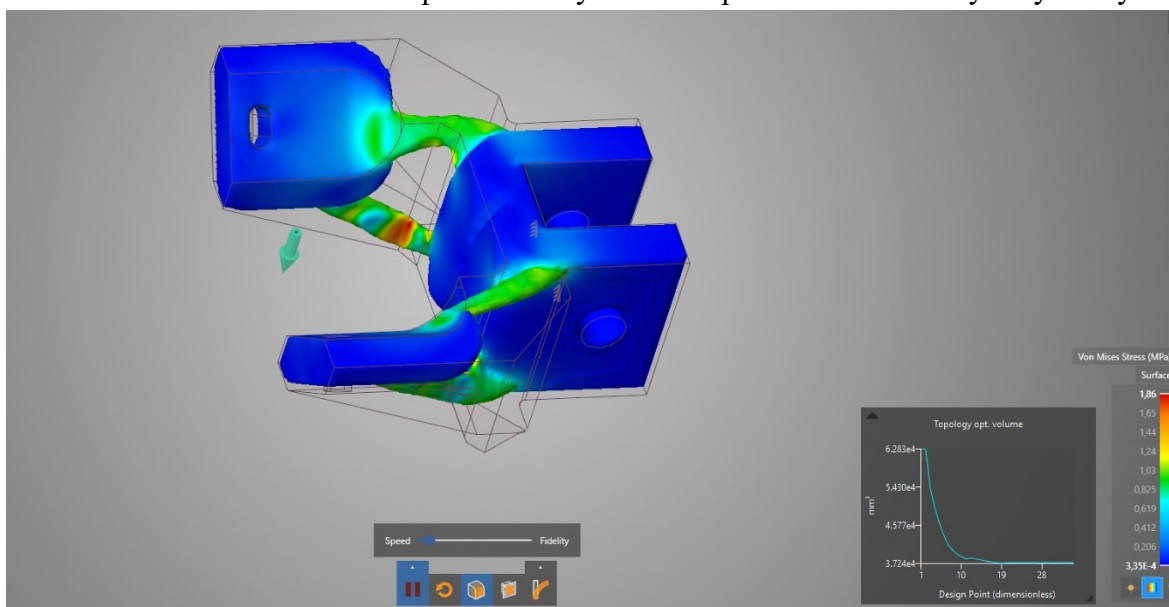 Von Mises Stress (MPa
Surface
1,86
1,65
1,44
1,24
1,03
0,825
0,619
0,412
0,206
3,35E-4
Topology opt. volume
6.283e4
5.430e4
4.577e4
3.724e4
mm³
1 10 19 28
Design Point (dimensionless)
Speed Fidelity